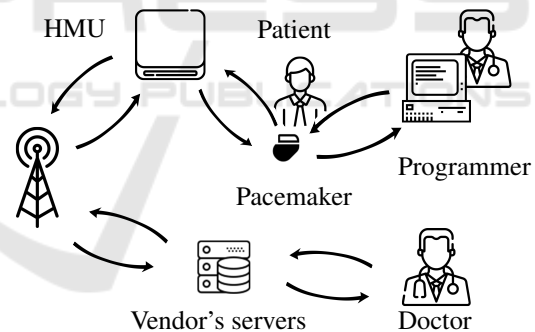 HMU
Patient
Programmer
Pacemaker
Vendor's servers
Doctor